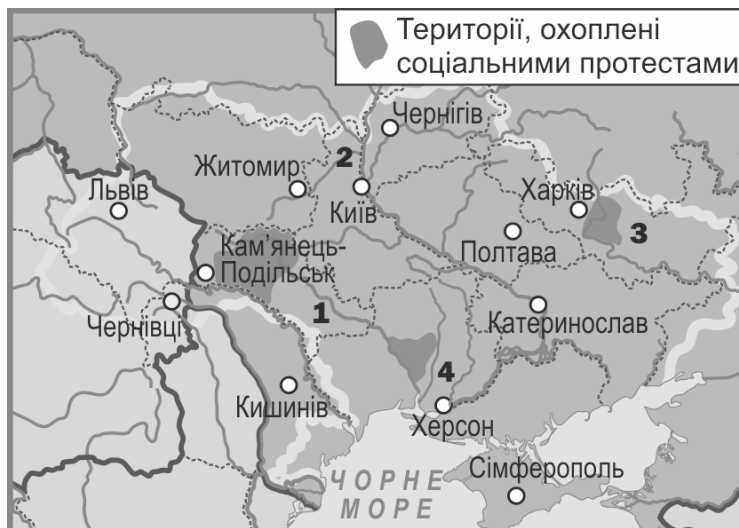 Території, охоплені
соціальними протестами
Чернігів
2
Житомир
Київ
Львів
Харків
3
Полтава
Кам’янець-
Подільськ
Чернівці
1
Катеринослав
4
Кишинів
Херсон
Сімферополь
ЧОРНЕ
МОРЕ